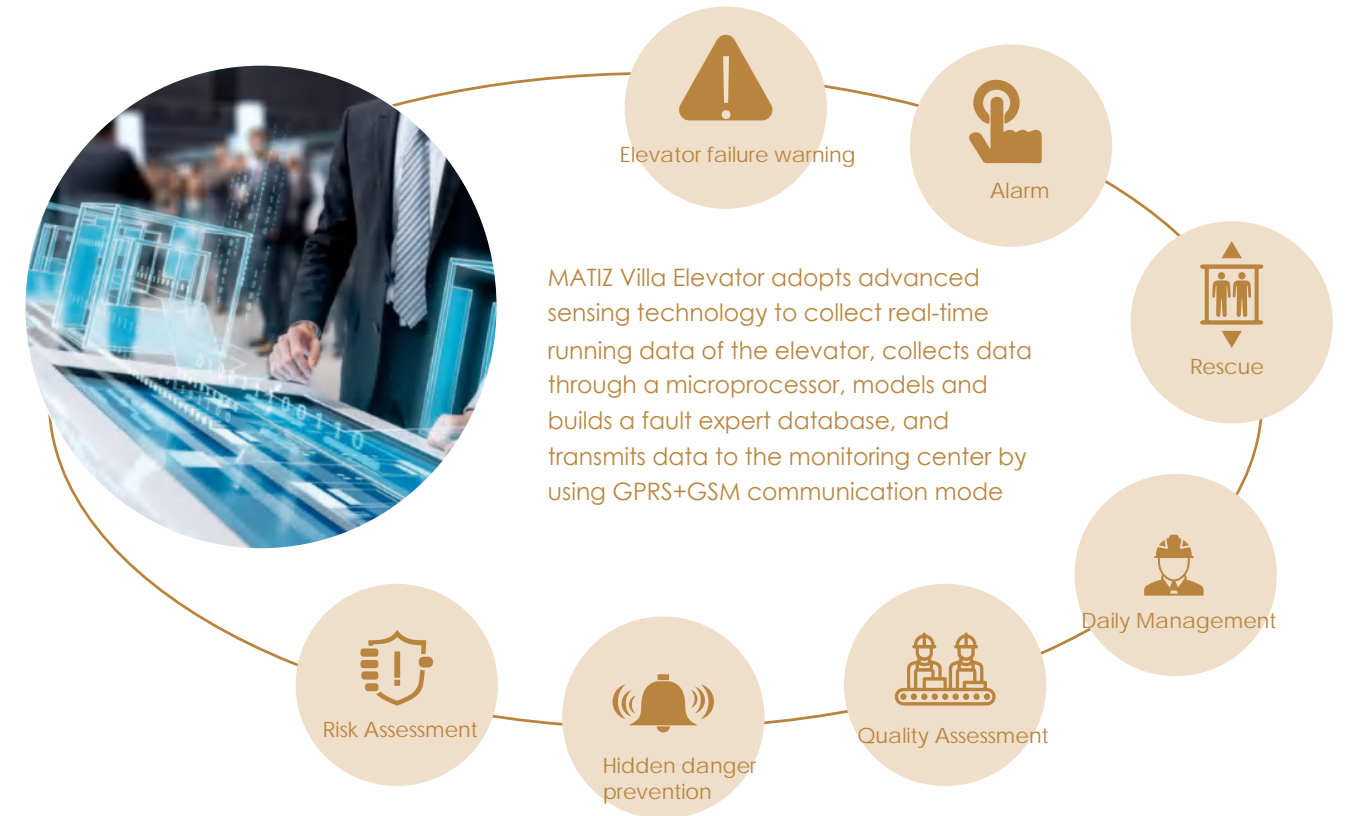 Elevator failure warning
Alarm
MATIZ Villa Elevator adopts advanced
sensing technology to collect real-time
running data of the elevator, collects data
through a microprocessor, models and
builds a fault expert database, and
transmits data to the monitoring center by
using GPRS+GSM communication mode
Rescue
Daily Management
Quality Assessment
Hidden danger
prevention
Risk Assessment